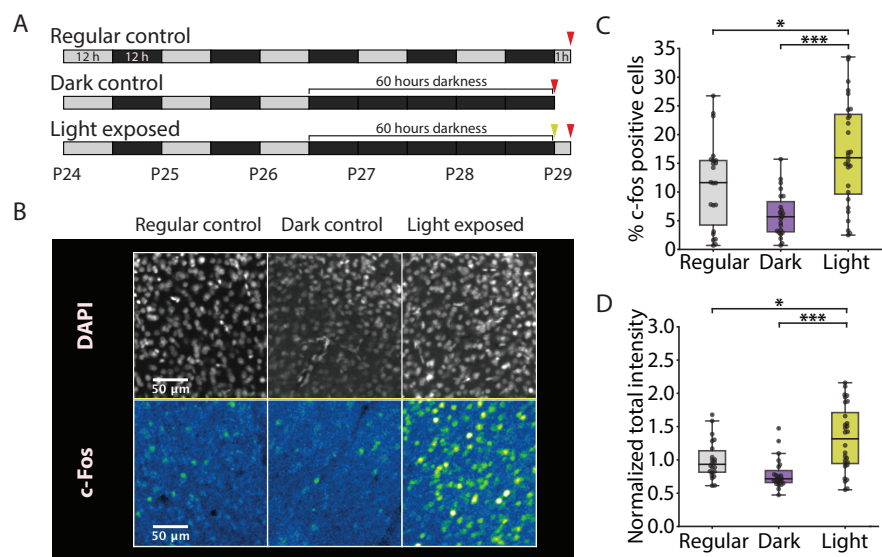 A
Regular control
12 h 12 h 1h
Dark control
60 hours darkness
Light exposed
60 hours darkness
P24 P25 P26 P27 P28 P29
B
Regular control Dark control Light exposed
DAPI
50 µm
c-Fos
50 µm
C
*
***
% c-fos positive cells
35
30
25
20
15
10
5
0
Regular Dark Light
D
*
***
Normalized total intensity
3.0
2.5
2.0
1.5
1.0
0.5
0.0
Regular Dark Light